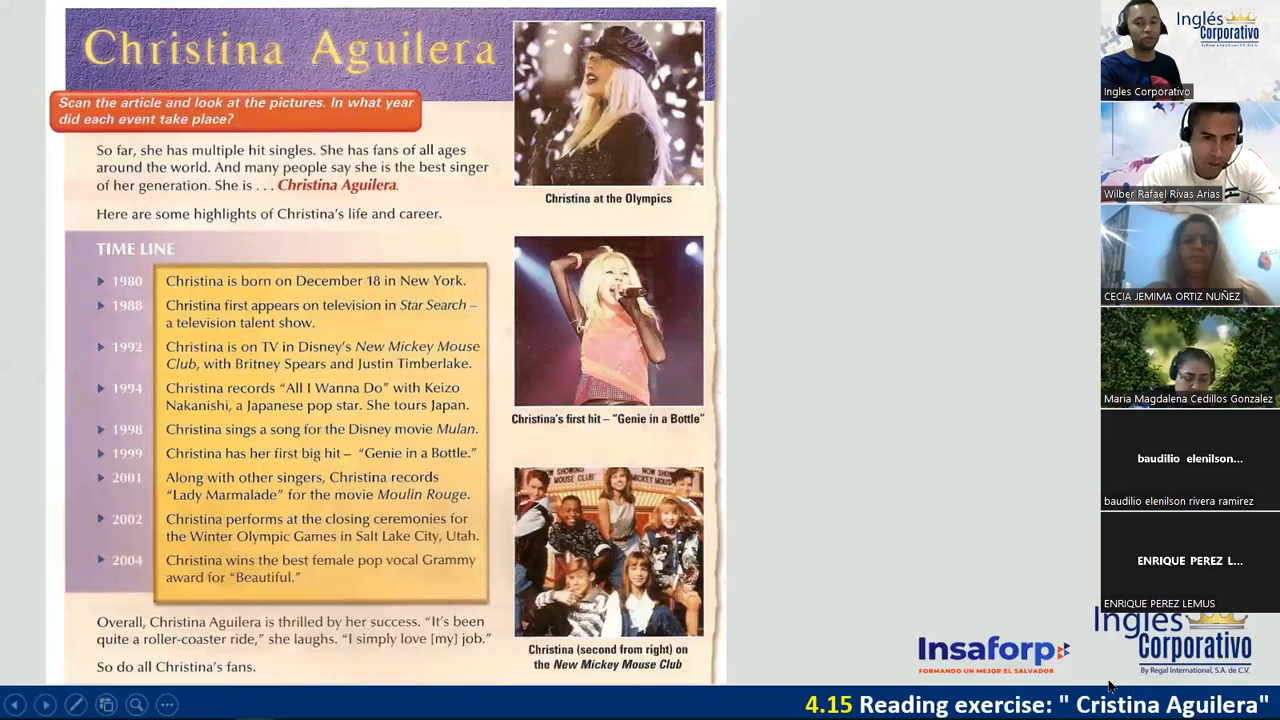 Christina Aguilera
Scan the article and look at the pictures. In what year
did each event take place?
So far, she has multiple hit singles. She has fans of all ages
around the world. And many people say she is the best singer
of her generation. She is . . . Christina Aguilera.
Here are some highlights of Christina's life and career.
TIME LINE
1980 Christina is born on December 18 in New York.
1988 Christina first appears on television in Star Search –
a television talent show.
1992 Christina is on TV in Disney's New Mickey Mouse
Club, with Britney Spears and Justin Timberlake.
1994 Christina records "All I Wanna Do" with Keizo
Nakanishi, a Japanese pop star. She tours Japan.
1998 Christina sings a song for the Disney movie Mulan.
1999 Christina has her first big hit – "Genie in a Bottle."
2001 Along with other singers, Christina records
"Lady Marmalade" for the movie Moulin Rouge.
2002 Christina performs at the closing ceremonies for
the Winter Olympic Games in Salt Lake City, Utah.
2004 Christina wins the best female pop vocal Grammy
award for "Beautiful."
Overall, Christina Aguilera is thrilled by her success. "It's been
quite a roller-coaster ride," she laughs. "I simply love [my] job."
So do all Christina's fans.
Christina at the Olympics
Christina's first hit – "Genie in a Bottle"
NOW SHOWING
MOUSE CLUB
NOW SHOW
MICKEY MOUS
Christina (second from right) on
the New Mickey Mouse Club
Inglés
Corporativo
By Regal International, S.A. de C.V.
Ingles Corporativo
Wilber Rafael Rivas Arias
CECIA JEMIMA ORTIZ NUÑEZ
Maria Magdalena Cedillos Gonzalez
baudilio elenilson...
baudilio elenilson rivera ramirez
ENRIQUE PEREZ L...
ENRIQUE PEREZ LEMUS
Insaforp
FORMANDO UN MEJOR EL SALVADOR
Inglés
Corporativo
By Regal International, S.A. de C.V.
4.15 Reading exercise: " Cristina Aguilera"